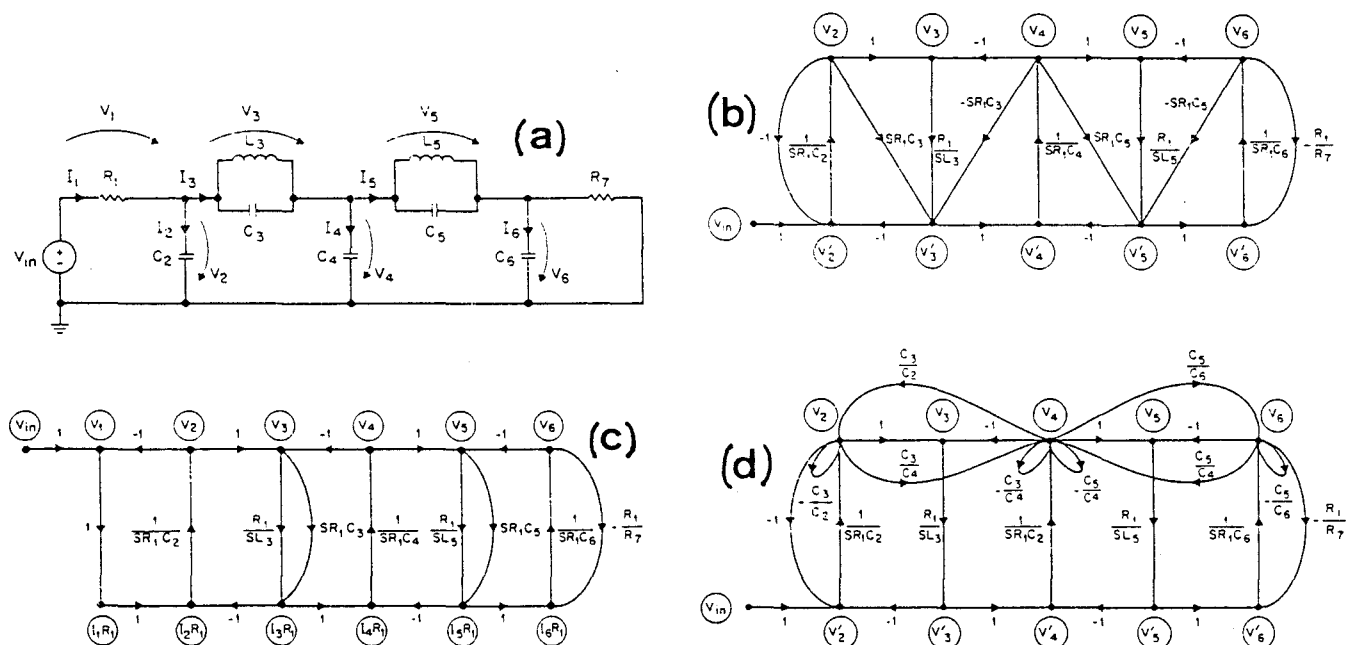 (a)
V1
V3
V5
L3
L5
I1
R1
I3
I5
R7
C3
C5
I2
I4
I6
Vin
+
-
C2
V2
C4
V4
C6
V6
(b)
V2
V3
V4
V5
V6
1
-1
1
-1
-SR1C3
-SR1C5
-1
1/SR1C2
SR1C3
R1/SL3
1/SR1C4
SR1C5
R1/SL5
1/SR1C6
-R1/R7
Vin
1
-1
1
-1
1
V'2
V'3
V'4
V'5
V'6
(c)
Vin
V1
V2
V3
V4
V5
V6
1
-1
1
-1
1
-1
1
1/SR1C2
R1/SL3
SR1C3
1/SR1C4
R1/SL5
SR1C5
1/SR1C6
-R1/R7
1
-1
1
-1
1
I1R1
I2R1
I3R1
I4R1
I5R1
I6R1
(d)
C3/C2
C5/C6
V2
V3
V4
V5
V6
1
-1
1
-1
C3/C4
C5/C4
-C3/C2
-C3/C4
-C5/C4
-C5/C6
-1
1/SR1C2
R1/SL3
1/SR1C2
R1/SL5
1/SR1C6
-R1/R7
Vin
1
-1
1
-1
1
V'2
V'3
V'4
V'5
V'6